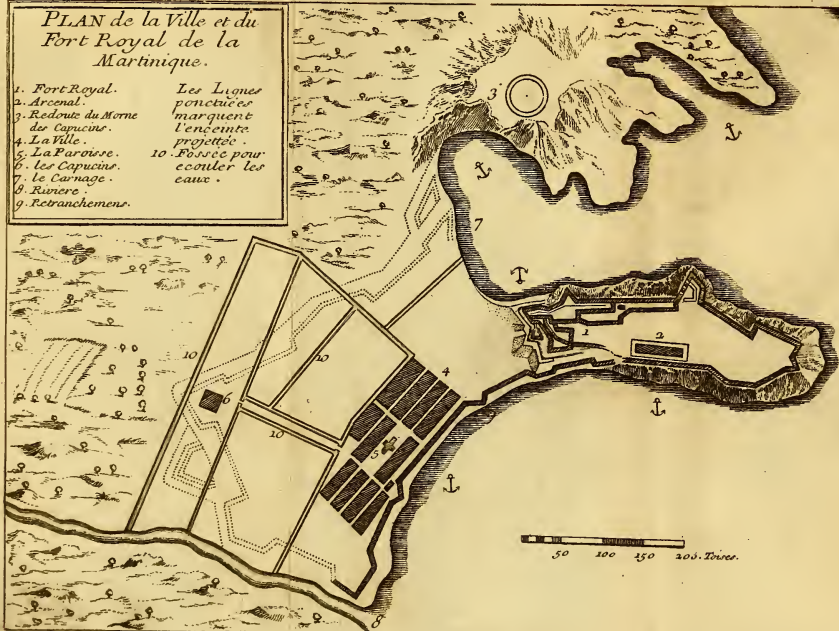 PLAN de la Ville et du
Fort Royal de la
Martinique.
1. Fort Royal.
2. Arcenal.
3. Redoute du Morne
des Capucins.
4. La Ville.
5. La Paroisse.
6. les Capucins.
7. le Carnage.
8. Riviere.
9. Retranchemens.
Les Lignes
ponctuées
marquent
l'enceinte
projettée.
10. Fossée pour
ecouler les
eaux.
3
7
1
2
10
10
4
6
10
5
50 100 150 200. Toises.
8